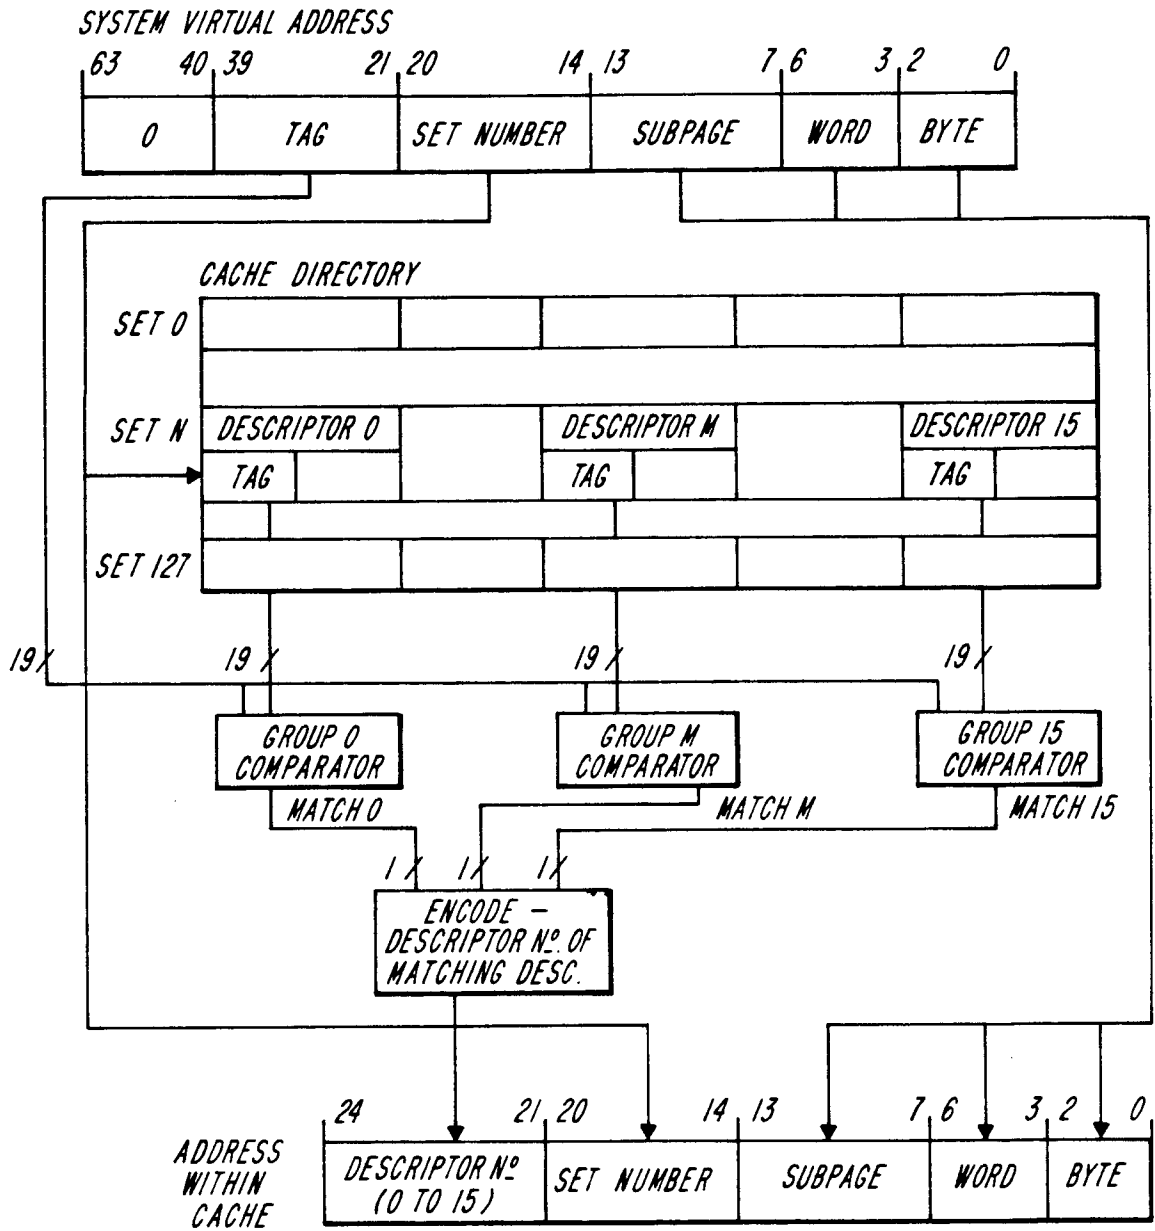 SYSTEM VIRTUAL ADDRESS
63 40 39 21 20 14 13 7 6 3 2 0
0 TAG SET NUMBER SUBPAGE WORD BYTE
CACHE DIRECTORY
SET 0
SET N DESCRIPTOR 0 DESCRIPTOR M DESCRIPTOR 15
TAG TAG TAG
SET 127
19 19 19 19
GROUP 0 COMPARATOR
GROUP M COMPARATOR
GROUP 15 COMPARATOR
MATCH 0 MATCH M MATCH 15
1 1 1
ENCODE –
DESCRIPTOR Nº. OF
MATCHING DESC.
24 21 20 14 13 7 6 3 2 0
ADDRESS
WITHIN
CACHE
DESCRIPTOR Nº
(0 TO 15)
SET NUMBER SUBPAGE WORD BYTE